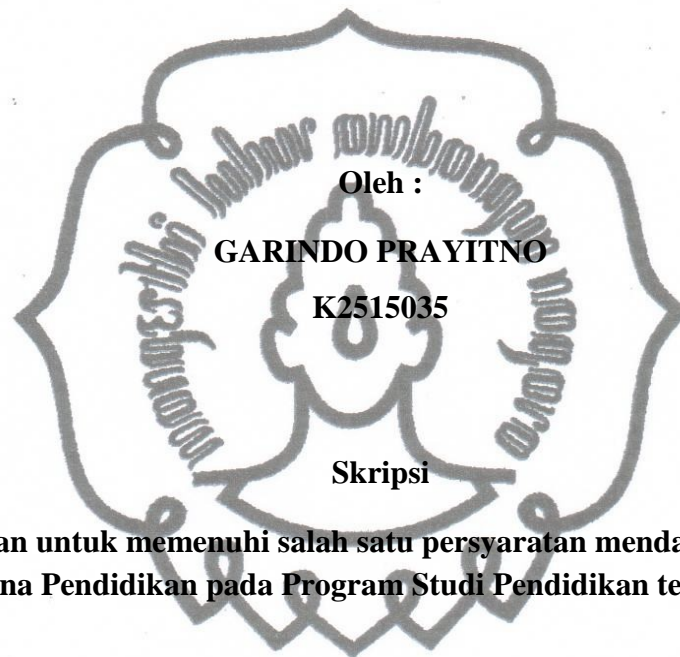 Oleh :
GARINDO PRAYITNO
K2515035
Skripsi
an untuk memenuhi salah satu persyaratan menda
na Pendidikan pada Program Studi Pendidikan te